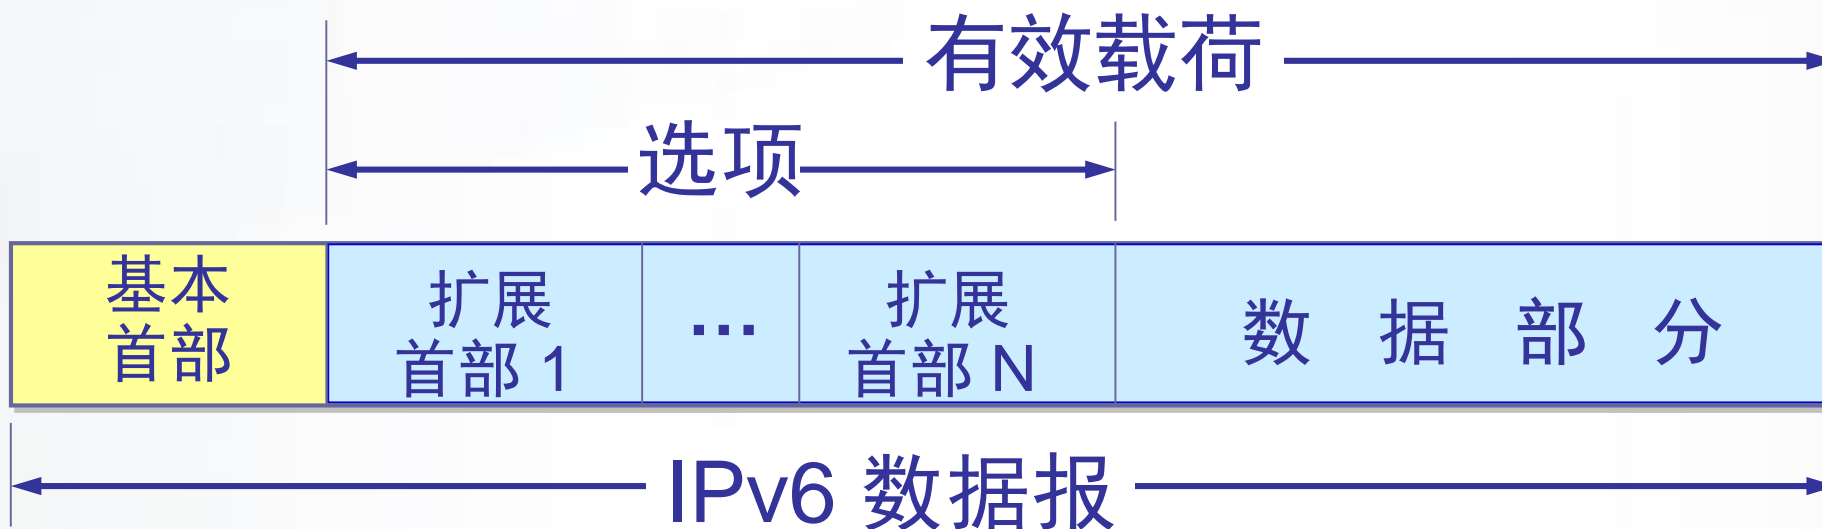 有效载荷
选项
基本
首部
扩展
首部 1
…
扩展
首部 N
数 据 部 分
IPv6 数据报